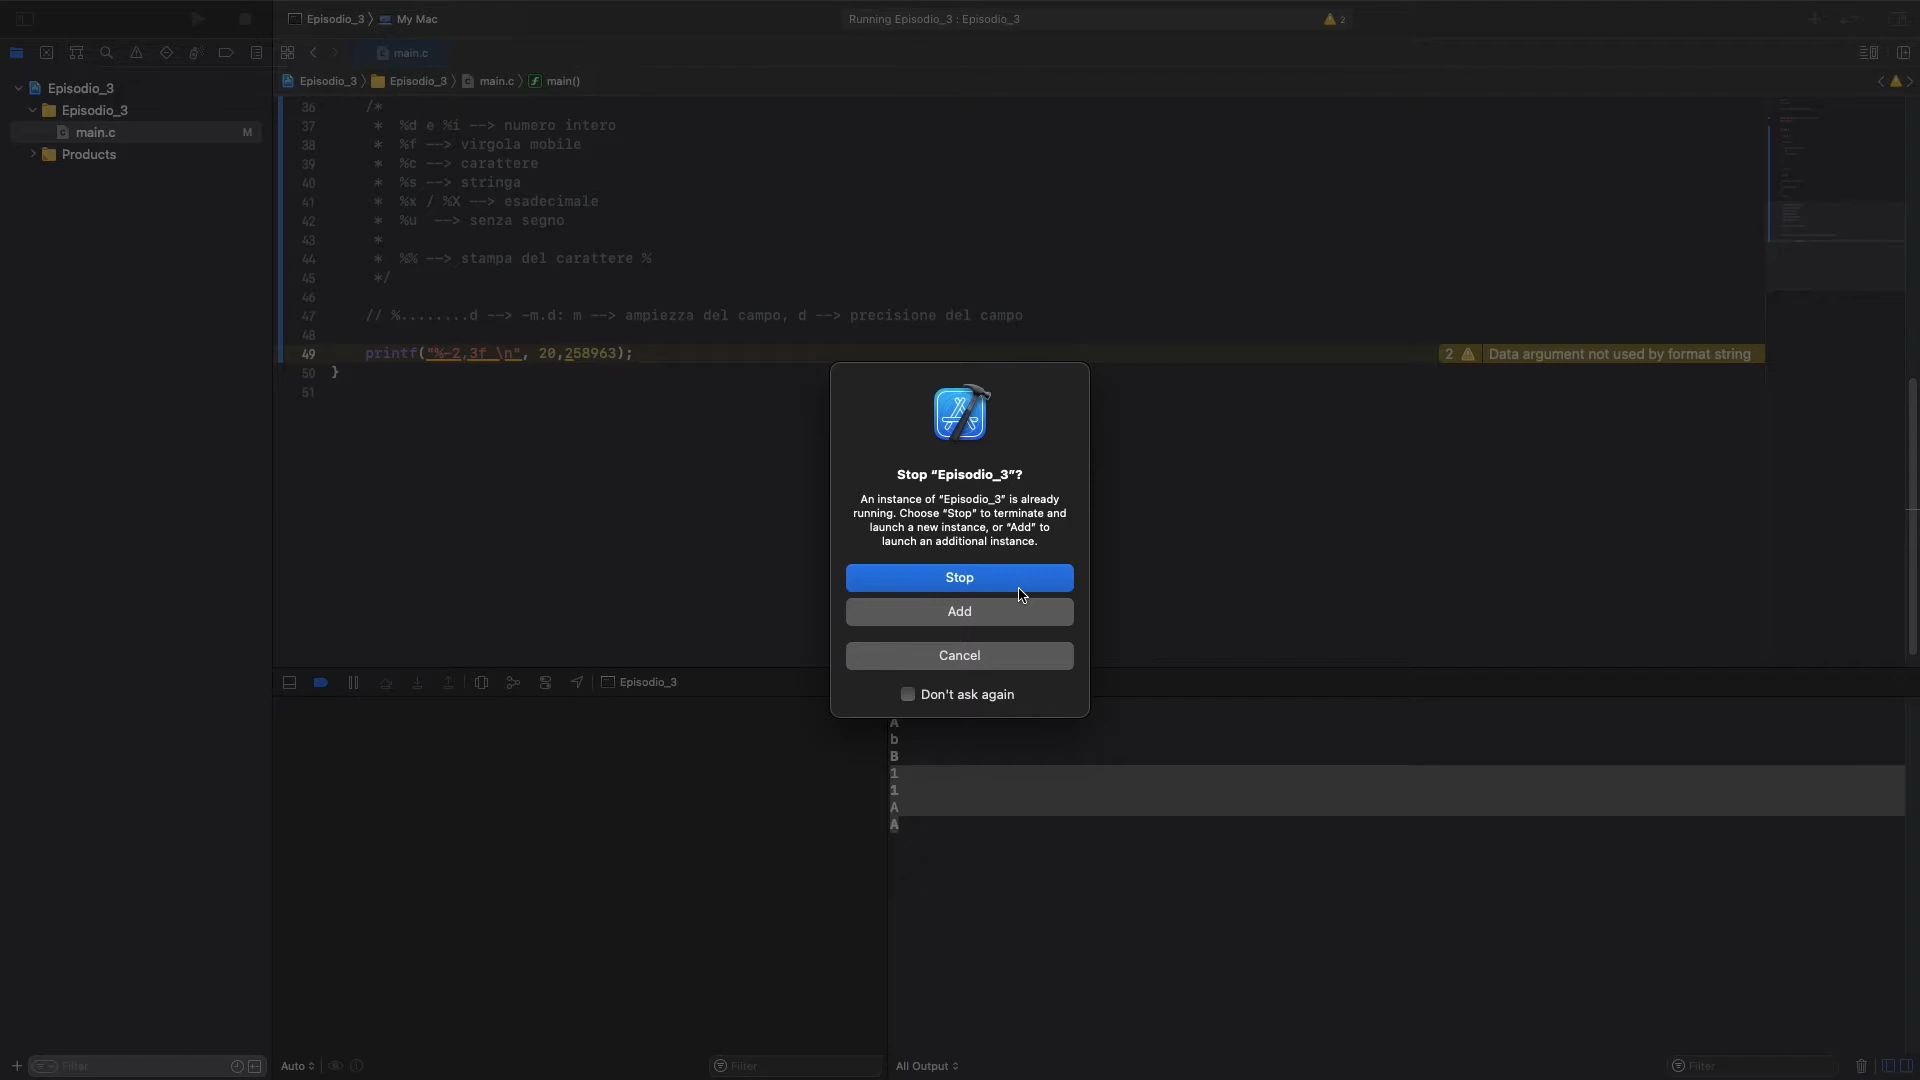 Episodio_3 〉 My Mac
Running Episodio_3 : Episodio_3
2
main.c
Episodio_3 〉 Episodio_3 〉 main.c 〉 main()
Episodio_3
Episodio_3
main.c M
Products
36 /*
37 * %d e %i --> numero intero
38 * %f --> virgola mobile
39 * %c --> carattere
40 * %s --> stringa
41 * %x / %X --> esadecimale
42 * %u --> senza segno
43 *
44 * %% --> stampa del carattere %
45 */
46
47 // %........d --> -m.d: m --> ampiezza del campo, d --> precisione del campo
48
49 printf("%-2,3f \n", 20,258963);
2 Data argument not used by format string
50 }
51
Stop “Episodio_3”?
An instance of “Episodio_3” is already
running. Choose “Stop” to terminate and
launch a new instance, or “Add” to
launch an additional instance.
Stop
Add
Cancel
Don't ask again
Episodio_3
A
b
B
1
1
A
A
Filter
Auto
Filter
All Output
Filter